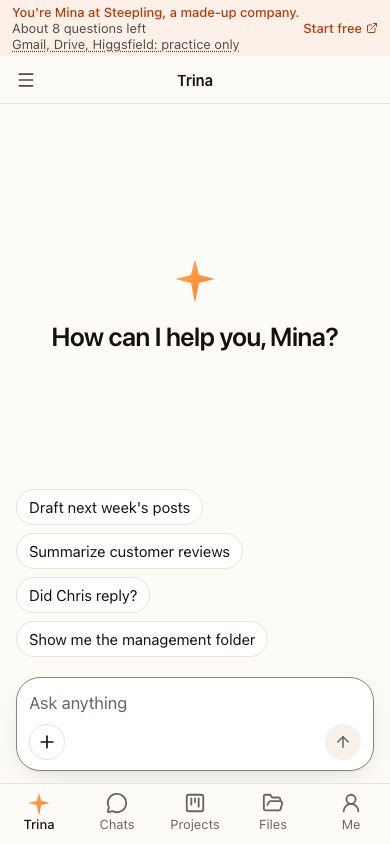 You're Mina at Steepling, a made-up company.
About 8 questions left
Start free
Gmail, Drive, Higgsfield: practice only
Trina
How can I help you, Mina?
Draft next week's posts
Summarize customer reviews
Did Chris reply?
Show me the management folder
Ask anything
Trina
Chats
Projects
Files
Me